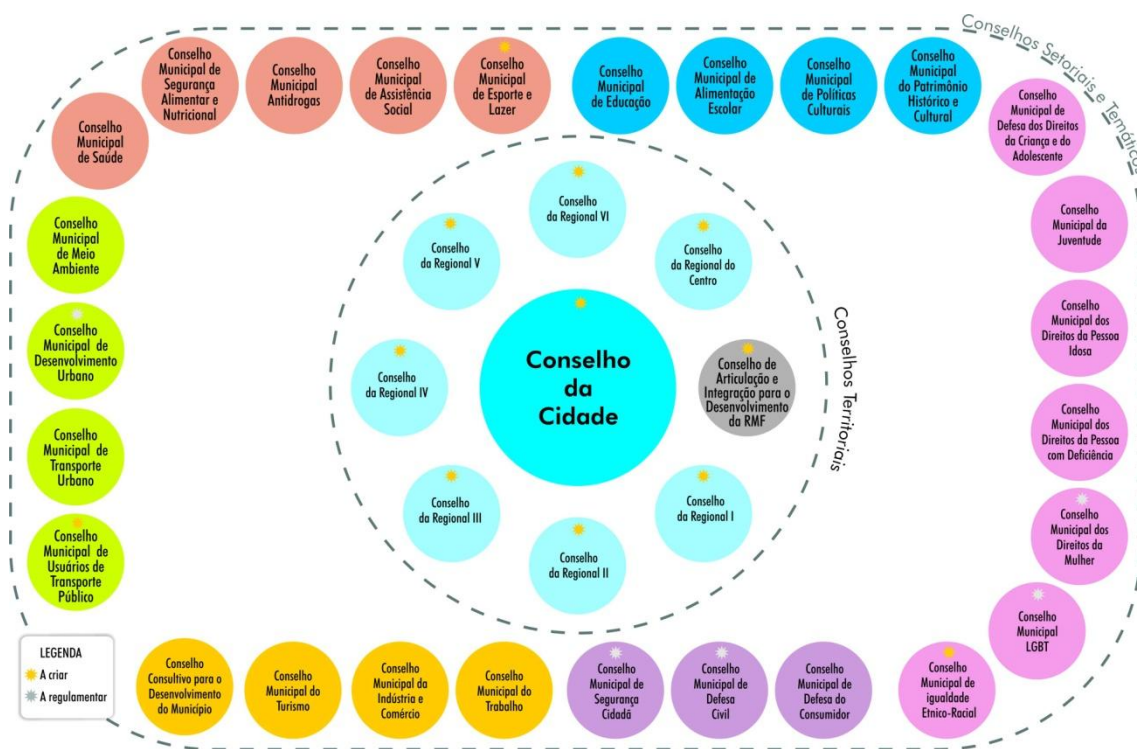 Conselhos Setoriais e Temáticos
Conselho
Municipal
de Saúde
Conselho
Municipal de
Segurança
Alimentar e
Nutricional
Conselho
Municipal
Antidrogas
Conselho
Municipal
de Assistência
Social
Conselho
Municipal
de Esporte e
Lazer
Conselho
Municipal
de Educação
Conselho
Municipal de
Alimentação
Escolar
Conselho
Municipal
de Políticas
Culturais
Conselho
Municipal
do Patrimônio
Histórico e
Cultural
Conselho
Municipal de
Defesa dos Direitos
da Criança e do
Adolescente
Conselho
Municipal da
Juventude
Conselho
Municipal dos
Direitos da Pessoa
Idosa
Conselho
Municipal dos
Direitos da Pessoa
com Deficiência
Conselho
Municipal dos
Direitos da
Mulher
Conselho
Municipal
LGBT
Conselho
Municipal de
igualdade
Etnico-Racial
Conselho
Municipal
de Meio
Ambiente
Conselho
Municipal de
Desenvolvimento
Urbano
Conselho
Municipal de
Transporte
Urbano
Conselho
Municipal de
Usuários de
Transporte
Público
Conselhos Territoriais
Conselho
da Regional VI
Conselho
da Regional V
Conselho
da Regional do
Centro
Conselho
da Regional IV
Conselho
da
Cidade
Conselho de
Articulação e
Integração para o
Desenvolvimento
da RMF
Conselho
da Regional III
Conselho
da Regional I
Conselho
da Regional II
LEGENDA
A criar
A regulamentar
Conselho
Consultivo para o
Desenvolvimento
do Município
Conselho
Municipal do
Turismo
Conselho
Municipal da
Indústria e
Comércio
Conselho
Municipal do
Trabalho
Conselho
Municipal de
Segurança
Cidadã
Conselho
Municipal de
Defesa
Civil
Conselho
Municipal de
Defesa do
Consumidor